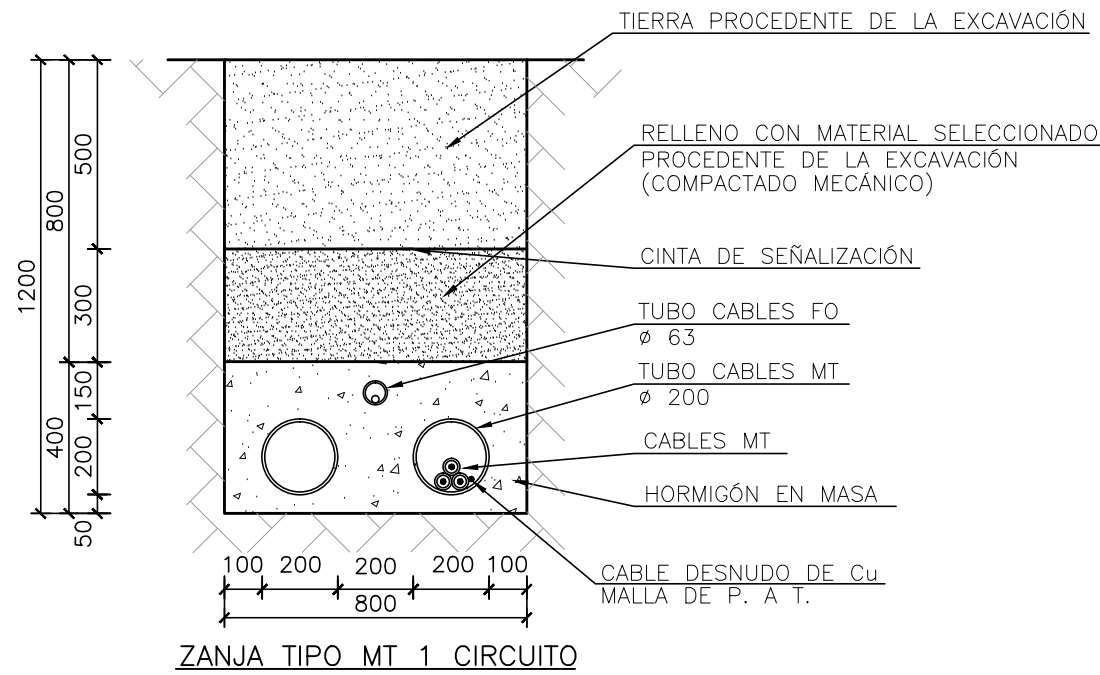 TIERRA PROCEDENTE DE LA EXCAVACIÓN
RELLENO CON MATERIAL SELECCIONADO
PROCEDENTE DE LA EXCAVACIÓN
(COMPACTADO MECÁNICO)
CINTA DE SEÑALIZACIÓN
TUBO CABLES FO
ø 63
TUBO CABLES MT
ø 200
CABLES MT
HORMIGÓN EN MASA
CABLE DESNUDO DE Cu
MALLA DE P. A T.
1200
800
400
500
300
150
200
50
100 200 200 200 100
800
ZANJA TIPO MT 1 CIRCUITO